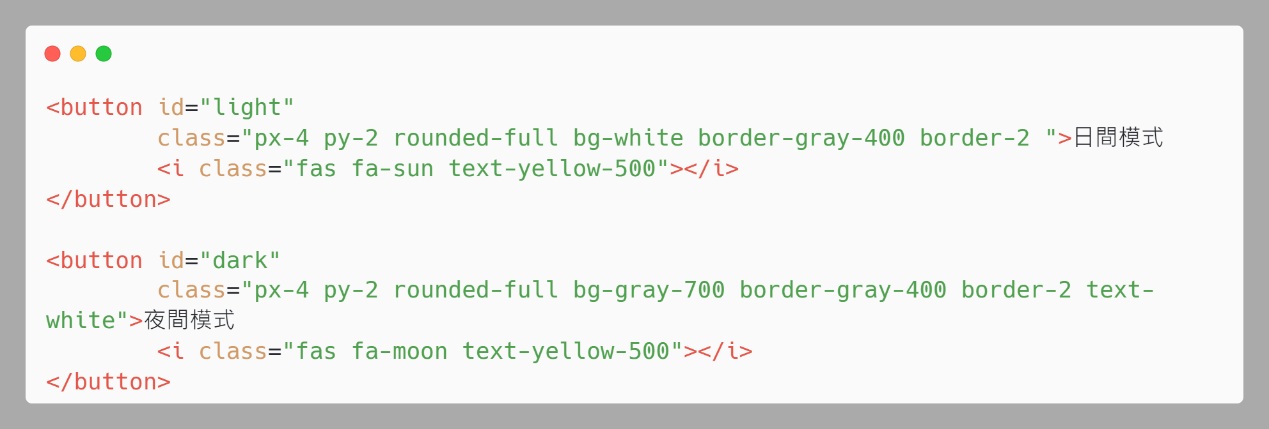 <button id="light"
        class="px-4 py-2 rounded-full bg-white border-gray-400 border-2 ">日間模式
        <i class="fas fa-sun text-yellow-500"></i>
</button>

<button id="dark"
        class="px-4 py-2 rounded-full bg-gray-700 border-gray-400 border-2 text-
white">夜間模式
        <i class="fas fa-moon text-yellow-500"></i>
</button>